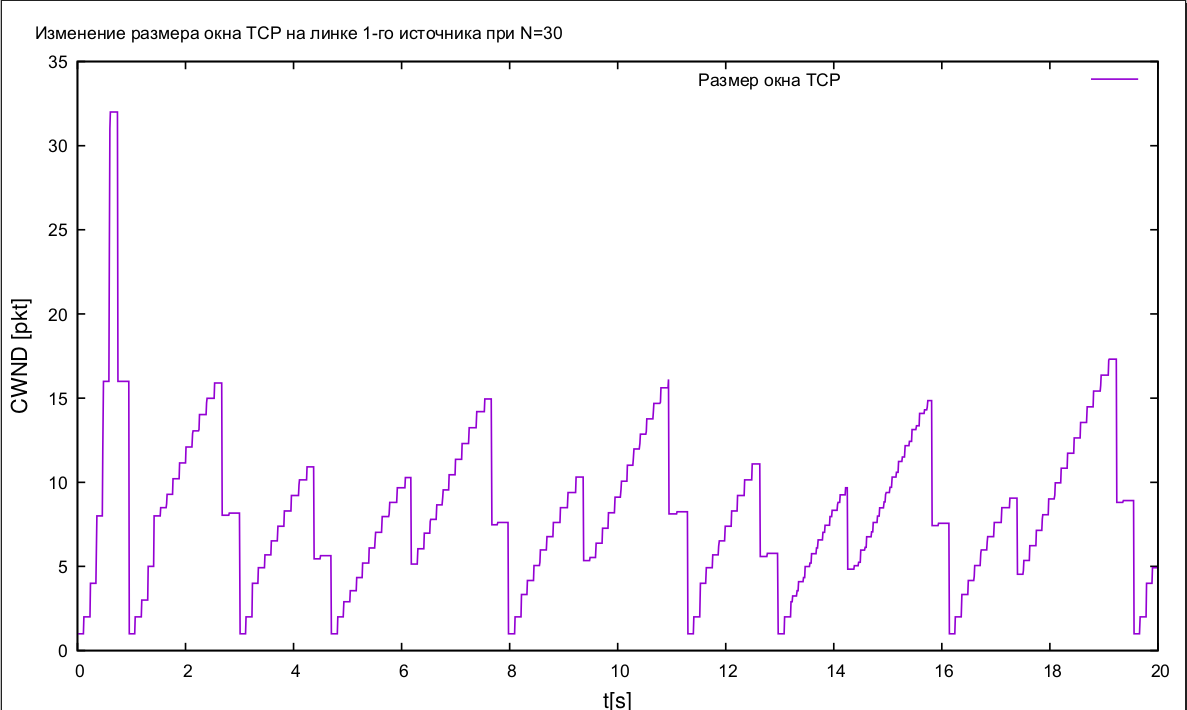 Изменение размера окна TCP на линке 1-го источника при N=30
35
Размер окна TCP
30
25
20
15
10
5
0
CWND [pkt]
0 2 4 6 8 10 12 14 16 18 20
t[s]